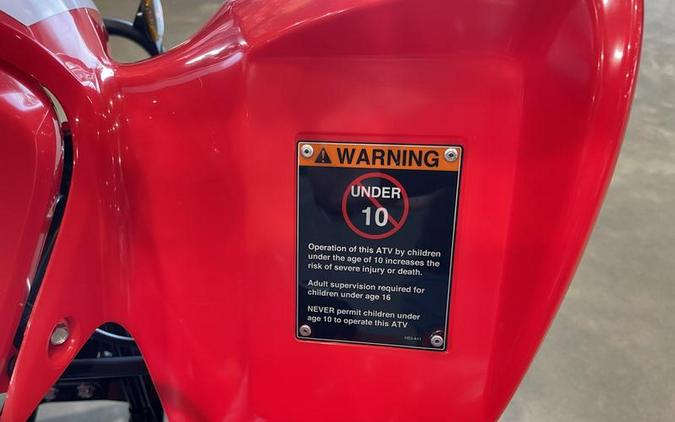 WARNING
UNDER
10
Operation of this ATV by children
under the age of 10 increases the
risk of severe injury or death.
Adult supervision required for
children under age 16
NEVER permit children under
age 10 to operate this ATV